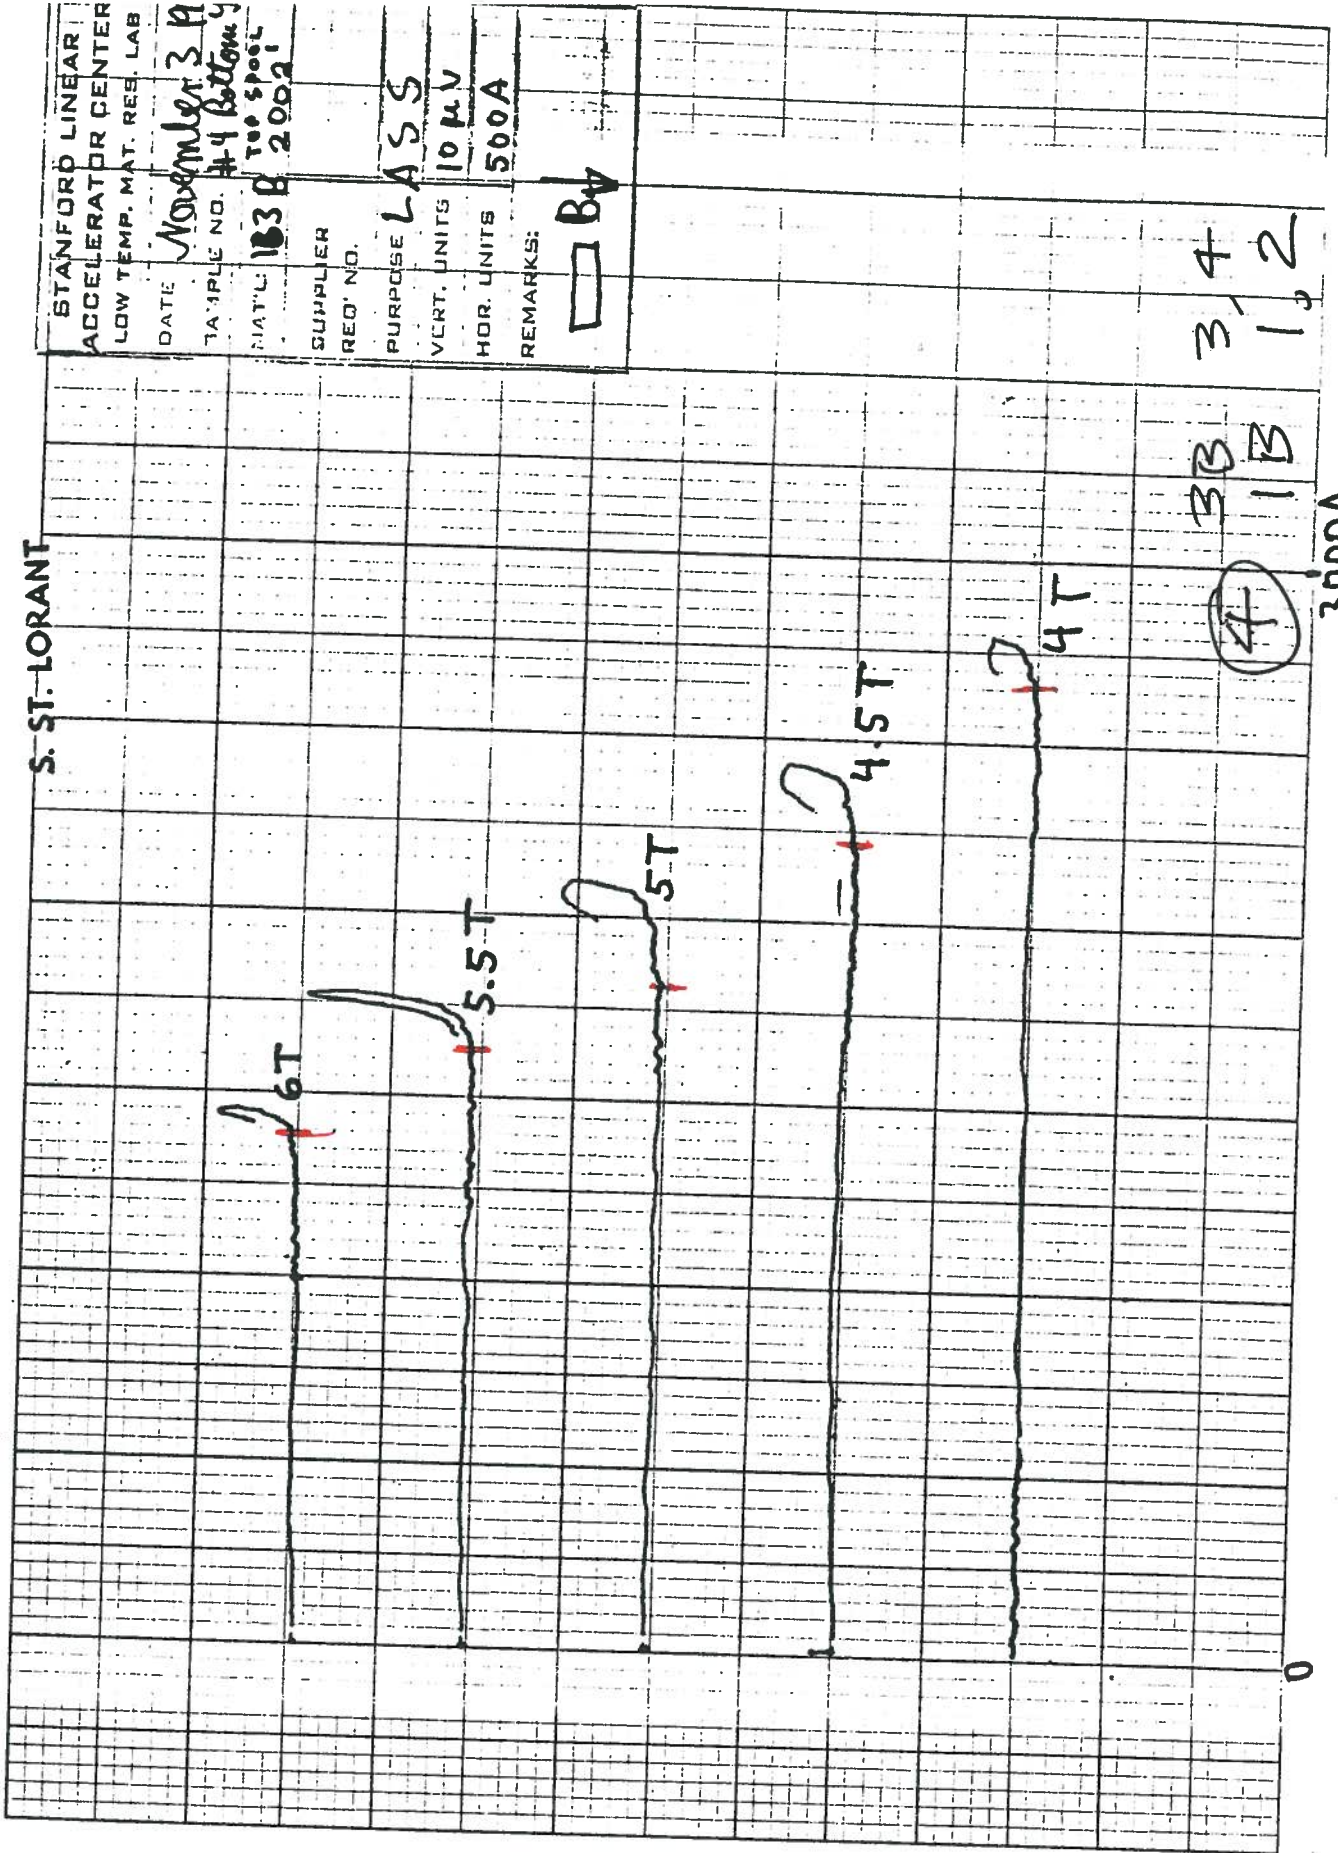 S. ST. LORANT
STANFORD LINEAR
ACCELERATOR CENTER
LOW TEMP. MAT. RES. LAB
DATE November 3 19
SAMPLE NO. #4 Bottom
MAT'L: 183 B TOP SPOOL
2002'
SUPPLIER
REQ' NO.
PURPOSE LASS
VERT. UNITS 10 μV
HOR. UNITS 500A
REMARKS:
B
6T
5.5 T
5T
4.5T
4T
4 3B 3, 4
1B 1, 2
0